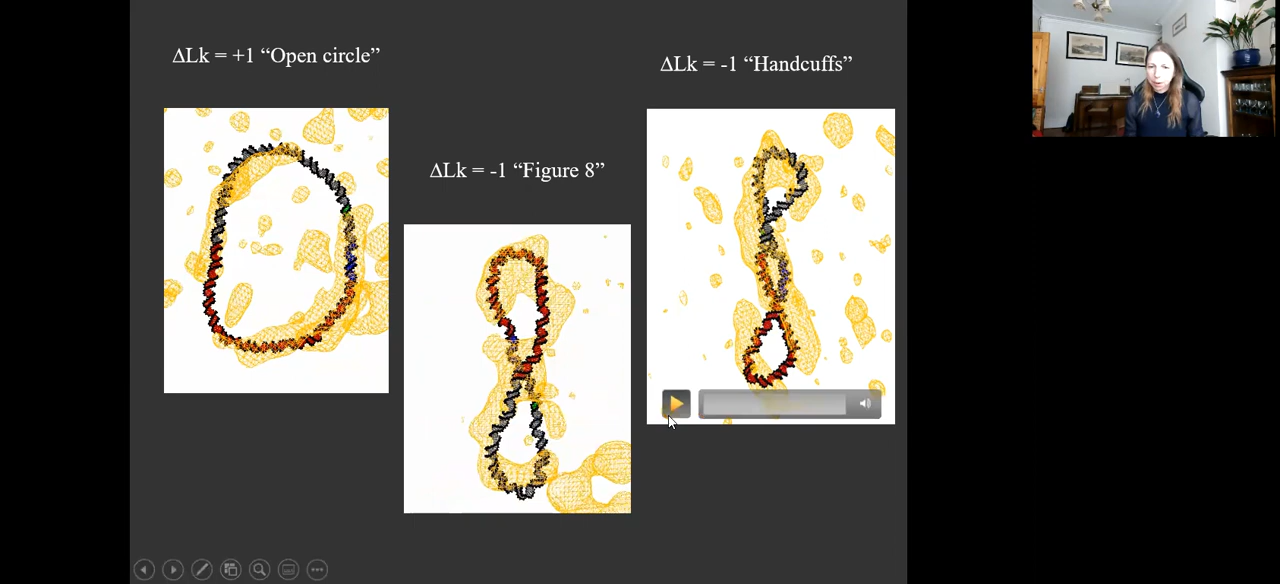 ΔLk = +1 “Open circle”
ΔLk = -1 “Figure 8”
ΔLk = -1 “Handcuffs”